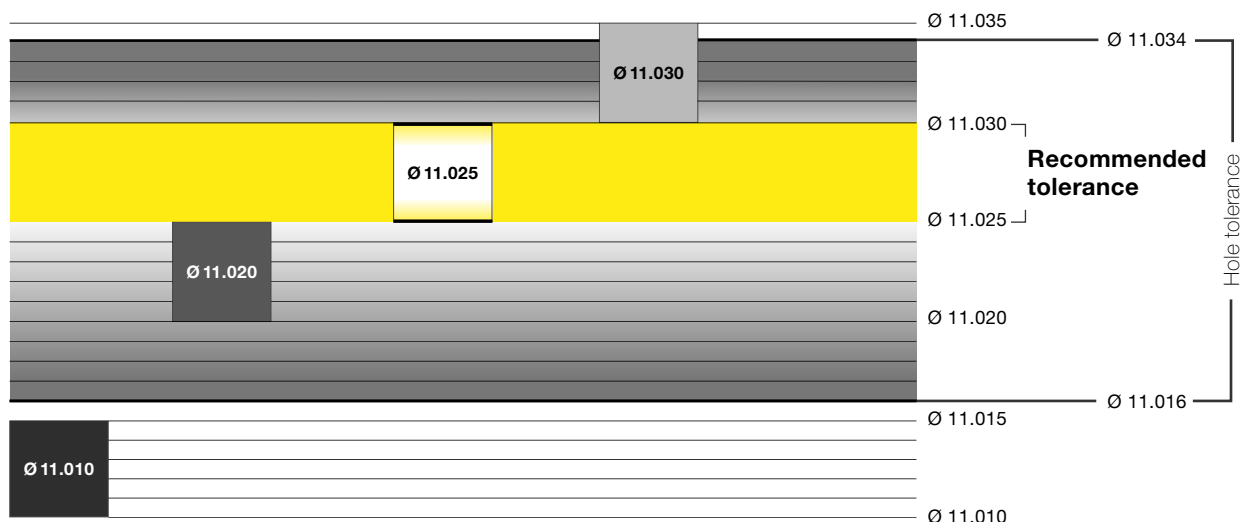 Ø 11.035
Ø 11.034
Ø 11.030
Ø 11.030
Recommended
tolerance
Ø 11.025
Ø 11.025
Hole tolerance
Ø 11.020
Ø 11.020
Ø 11.016
Ø 11.015
Ø 11.010
Ø 11.010